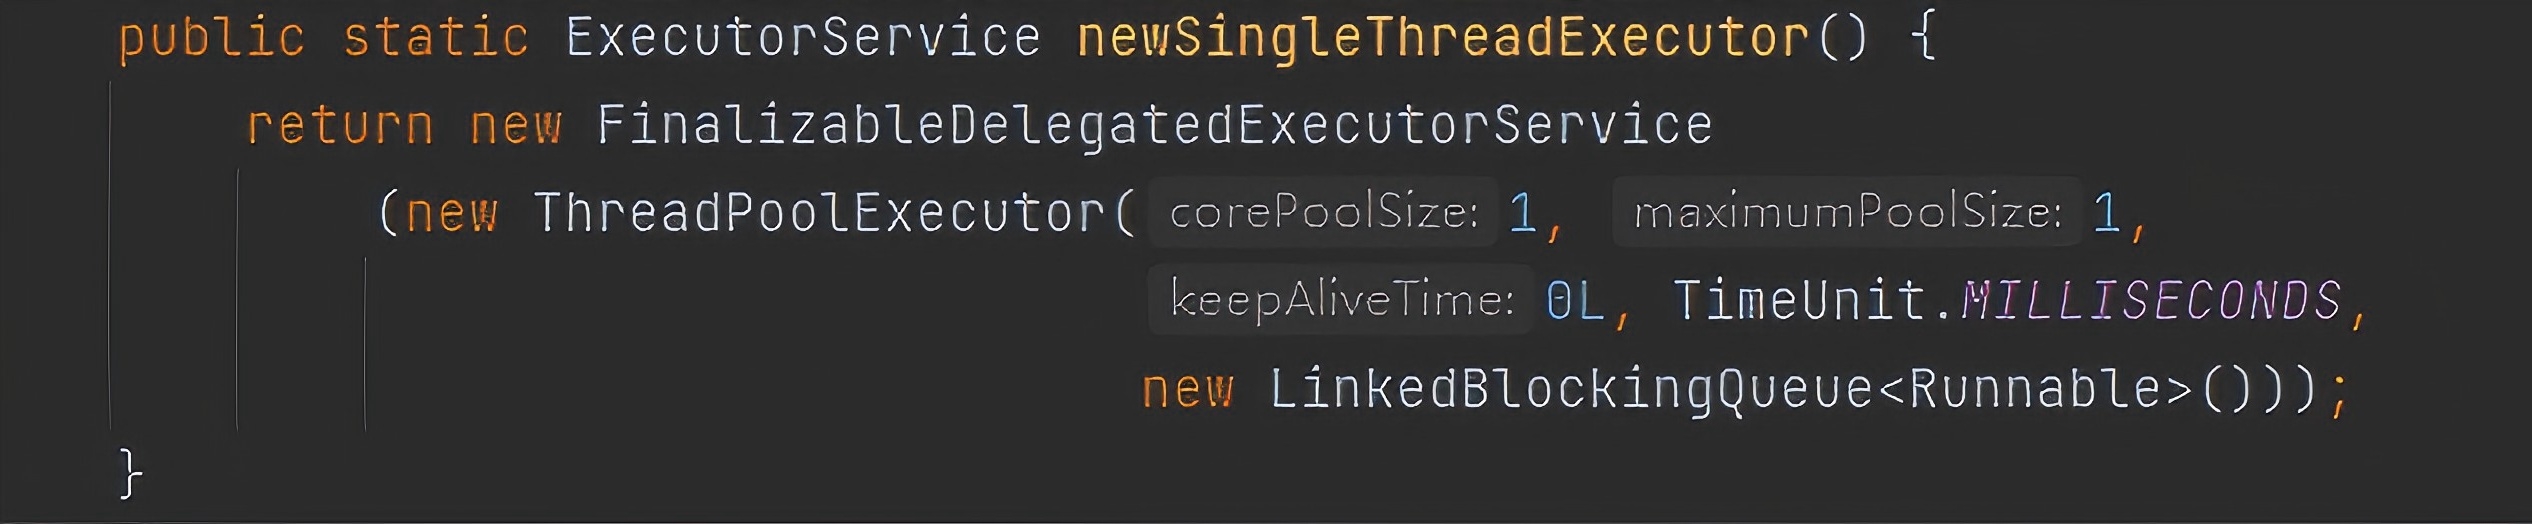 public static ExecutorService newSingleThreadExecutor() {
return new FinalizableDelegatedExecutorService
(new ThreadPoolExecutor( corePoolSize: 1, maximumPoolSize: 1,
keepAliveTime: 0L, TimeUnit.MILLISECONDS,
new LinkedBlockingQueue<Runnable>()));
}